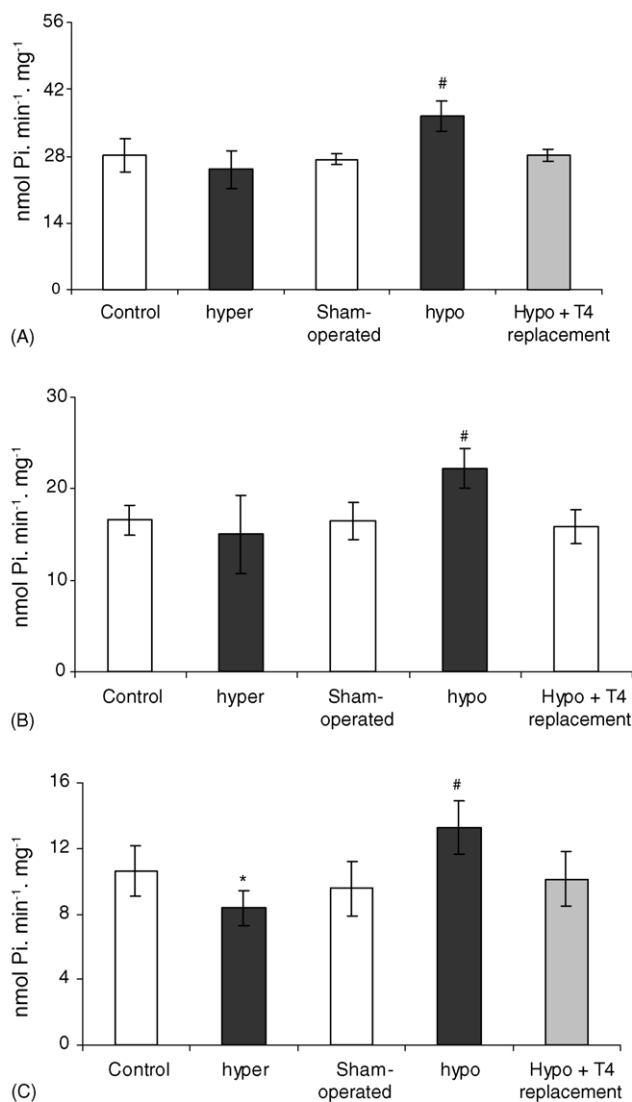 56
42
28
14
0
nmol Pi. min⁻¹. mg⁻¹
#
Control hyper Sham- hypo Hypo + T4
operated replacement
(A)
30
20
10
0
nmol Pi. min⁻¹. mg⁻¹
#
Control hyper Sham- hypo Hypo + T4
operated replacement
(B)
16
12
8
4
0
nmol Pi. min⁻¹. mg⁻¹
*
#
Control hyper Sham- hypo Hypo + T4
operated replacement
(C)